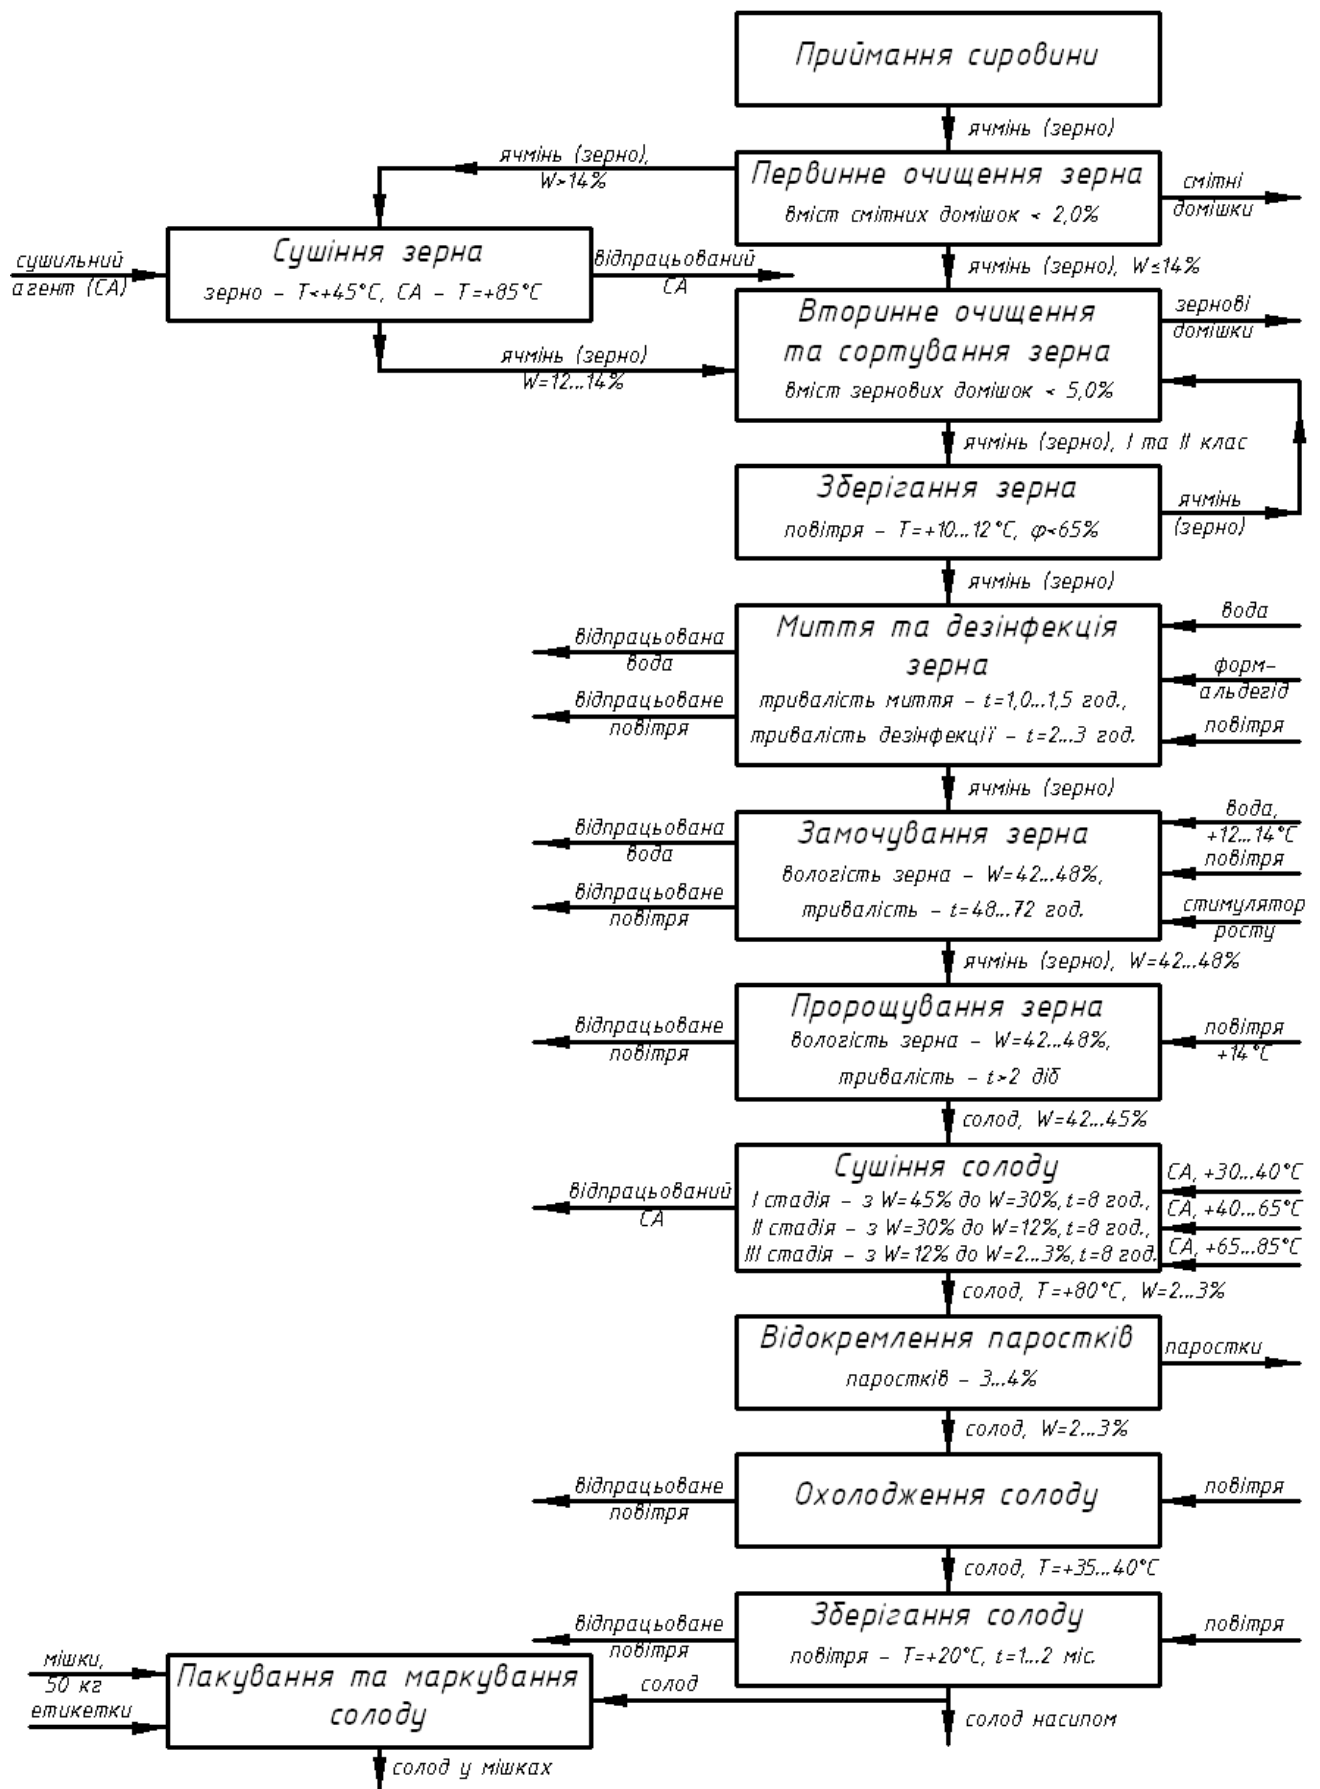 Приймання сировини
ячмінь (зерно)
ячмінь (зерно),
W>14%
Первинне очищення зерна
вміст смітних домішок < 2,0%
смітні
домішки
сушильний
агент (СА)
Сушіння зерна
зерно – T<+45°C, СА – T=+85°C
відпрацьований
СА
ячмінь (зерно), W≤14%
Вторинне очищення
та сортування зерна
вміст зернових домішок < 5,0%
зернові
домішки
ячмінь (зерно)
W=12...14%
ячмінь (зерно), I та II клас
Зберігання зерна
повітря – T=+10...12°C, φ<65%
ячмінь
(зерно)
ячмінь (зерно)
Миття та дезінфекція
зерна
тривалість миття – t=1,0...1,5 год.,
тривалість дезінфекції – t=2...3 год.
відпрацьована
вода
відпрацьоване
повітря
вода
форм-
альдегід
повітря
ячмінь (зерно)
Замочування зерна
вологість зерна – W=42...48%,
тривалість – t=48...72 год.
відпрацьована
вода
відпрацьоване
повітря
вода,
+12...14°C
повітря
стимулятор
росту
ячмінь (зерно), W=42...48%
Пророщування зерна
вологість зерна – W=42...48%,
тривалість – t>2 діб
відпрацьоване
повітря
повітря
+14°C
солод, W=42...45%
Сушіння солоду
I стадія – з W=45% до W=30%, t=8 год.,
II стадія – з W=30% до W=12%, t=8 год.,
III стадія – з W=12% до W=2...3%, t=8 год.
відпрацьований
СА
СА, +30...40°C
СА, +40...65°C
СА, +65...85°C
солод, T=+80°C, W=2...3%
Відокремлення паростків
паростків – 3...4%
паростки
солод, W=2...3%
Охолодження солоду
відпрацьоване
повітря
повітря
солод, T=+35...40°C
Зберігання солоду
повітря – T=+20°C, t=1...2 міс.
відпрацьоване
повітря
повітря
мішки,
50 кг
етикетки
Пакування та маркування
солоду
солод
солод насипом
солод у мішках